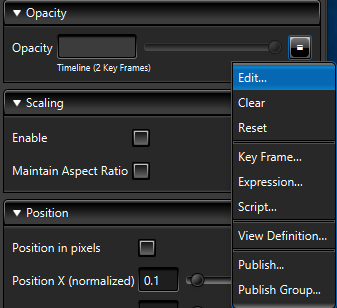 Opacity
Opacity
Timeline (2 Key Frames)
Edit...
Clear
Reset
Key Frame...
Expression...
Script...
View Definition...
Publish...
Publish Group...
Scaling
Enable
Maintain Aspect Ratio
Position
Position in pixels
Position X (normalized) 0.1